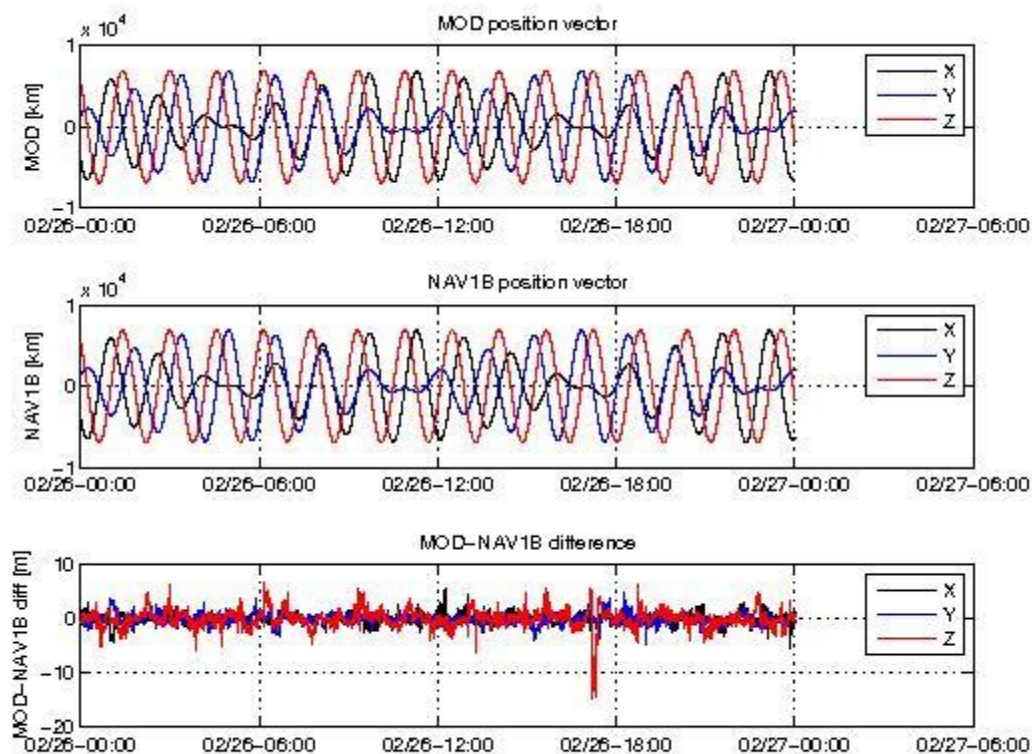 MOD position vector
x 10⁴
1
0
−1
MOD [km]
X
Y
Z
02/26−00:00 02/26−06:00 02/26−12:00 02/26−18:00 02/27−00:00 02/27−06:00
NAV1B position vector
x 10⁴
1
0
−1
NAV1B [km]
X
Y
Z
02/26−00:00 02/26−06:00 02/26−12:00 02/26−18:00 02/27−00:00 02/27−06:00
MOD−NAV1B difference
10
0
−10
−20
MOD−NAV1B diff [m]
X
Y
Z
02/26−00:00 02/26−06:00 02/26−12:00 02/26−18:00 02/27−00:00 02/27−06:00